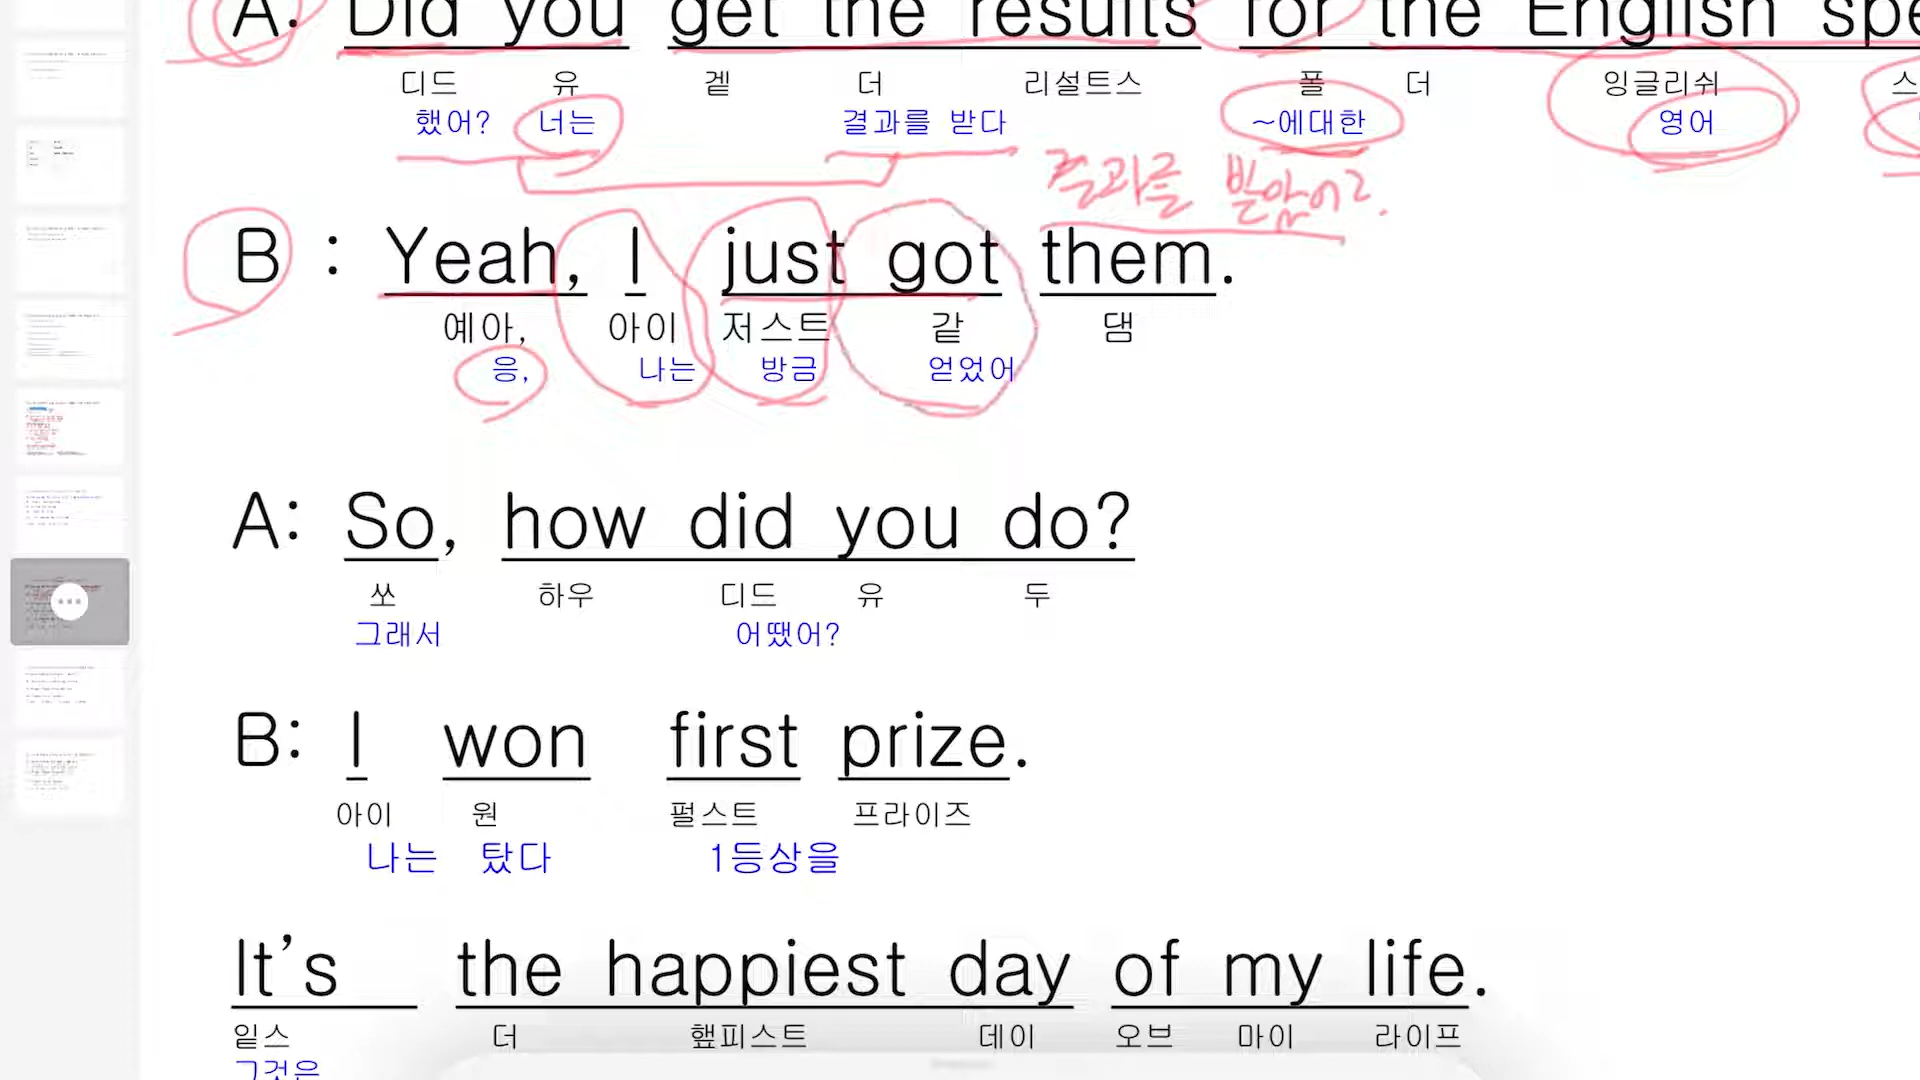 A: Did you get the results for the English spe
디드 유 겥 더 리설트스 폴 더 잉글리쉬 스
했어? 너는 결과를 받다 ~에대한 영어
결과를 받았어?
B : Yeah, I just got them.
예아, 아이 저스트 같 댐
응, 나는 방금 얻었어
A: So, how did you do?
쏘 하우 디드 유 두
그래서 어땠어?
B: I won first prize.
아이 원 펄스트 프라이즈
나는 탔다 1등상을
It's the happiest day of my life.
잍스 더 햎피스트 데이 오브 마이 라이프
그것은